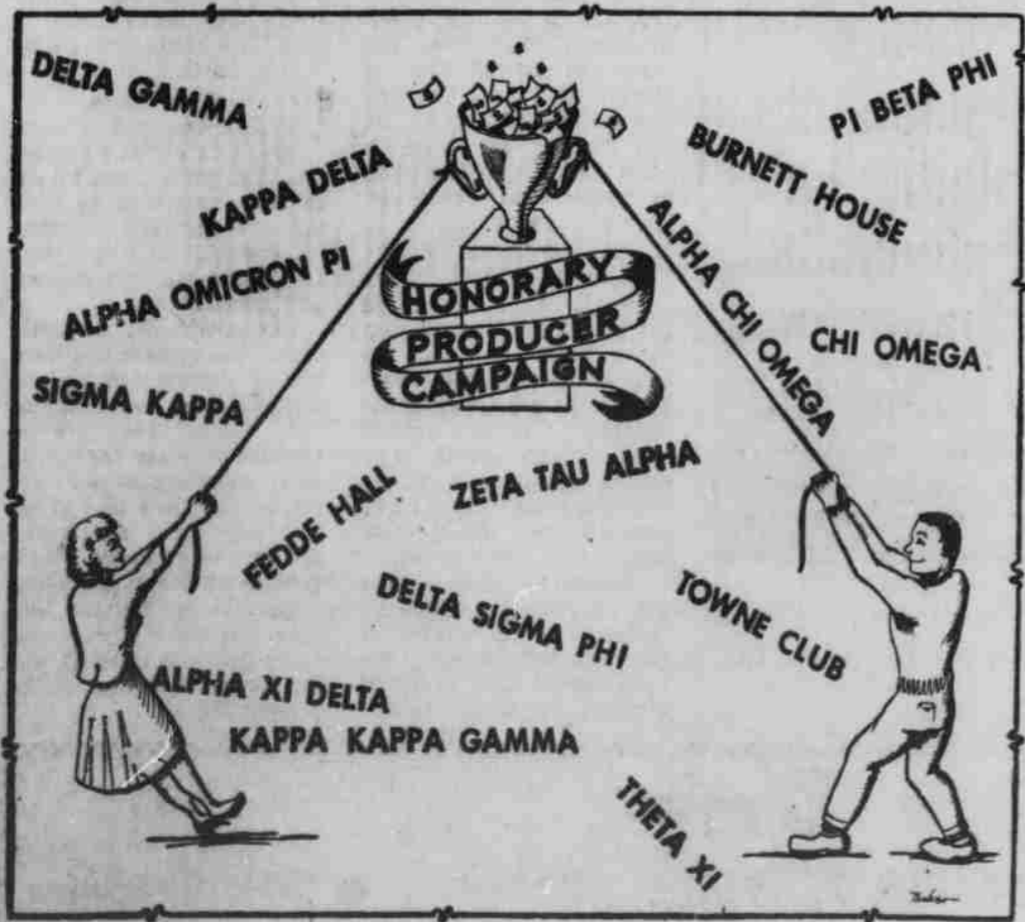 DELTA GAMMA
PI BETA PHI
BURNETT HOUSE
KAPPA DELTA
ALPHA OMICRON PI
ALPHA CHI OMEGA
HONORARY
PRODUCER
CAMPAIGN
CHI OMEGA
SIGMA KAPPA
ZETA TAU ALPHA
FEDDE HALL
DELTA SIGMA PHI
TOWNE CLUB
ALPHA XI DELTA
KAPPA KAPPA GAMMA
THETA XI